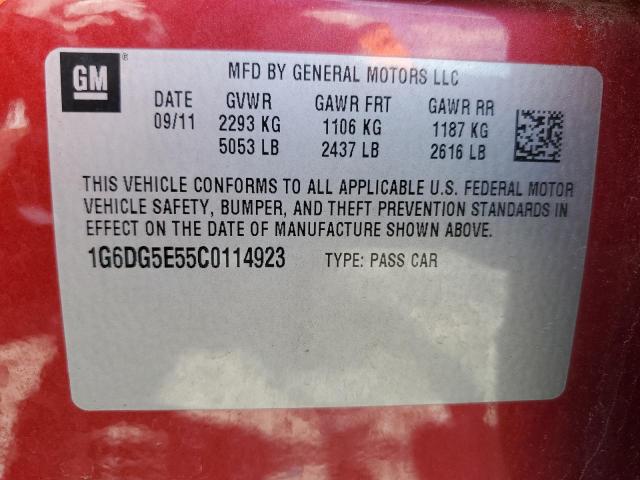 GM ®
MFD BY GENERAL MOTORS LLC
DATE GVWR GAWR FRT GAWR RR
09/11 2293 KG 1106 KG 1187 KG
5053 LB 2437 LB 2616 LB
THIS VEHICLE CONFORMS TO ALL APPLICABLE U.S. FEDERAL MOTOR
VEHICLE SAFETY, BUMPER, AND THEFT PREVENTION STANDARDS IN
EFFECT ON THE DATE OF MANUFACTURE SHOWN ABOVE.
1G6DG5E55C0114923 TYPE: PASS CAR